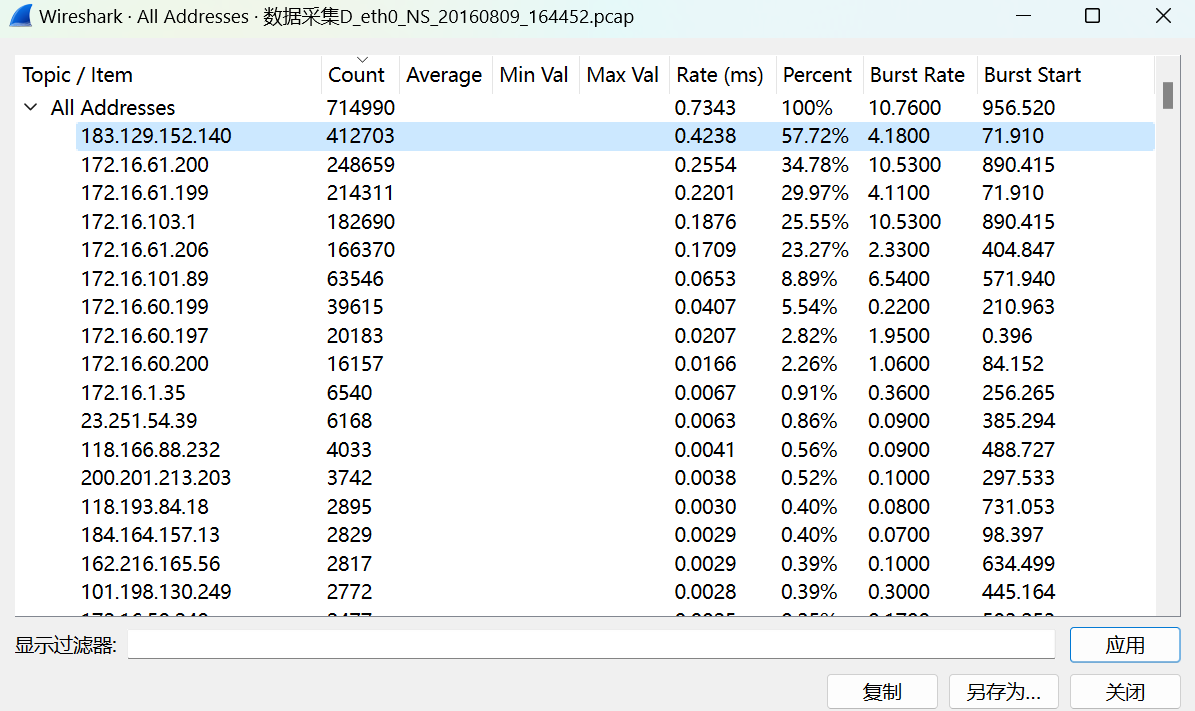 Wireshark · All Addresses · 数据采集D_eth0_NS_20160809_164452.pcap
Topic / Item Count Average Min Val Max Val Rate (ms) Percent Burst Rate Burst Start
All Addresses 714990 0.7343 100% 10.7600 956.520
183.129.152.140 412703 0.4238 57.72% 4.1800 71.910
172.16.61.200 248659 0.2554 34.78% 10.5300 890.415
172.16.61.199 214311 0.2201 29.97% 4.1100 71.910
172.16.103.1 182690 0.1876 25.55% 10.5300 890.415
172.16.61.206 166370 0.1709 23.27% 2.3300 404.847
172.16.101.89 63546 0.0653 8.89% 6.5400 571.940
172.16.60.199 39615 0.0407 5.54% 0.2200 210.963
172.16.60.197 20183 0.0207 2.82% 1.9500 0.396
172.16.60.200 16157 0.0166 2.26% 1.0600 84.152
172.16.1.35 6540 0.0067 0.91% 0.3600 256.265
23.251.54.39 6168 0.0063 0.86% 0.0900 385.294
118.166.88.232 4033 0.0041 0.56% 0.0900 488.727
200.201.213.203 3742 0.0038 0.52% 0.1000 297.533
118.193.84.18 2895 0.0030 0.40% 0.0800 731.053
184.164.157.13 2829 0.0029 0.40% 0.0700 98.397
162.216.165.56 2817 0.0029 0.39% 0.1000 634.499
101.198.130.249 2772 0.0028 0.39% 0.3000 445.164
显示过滤器:
应用
复制 另存为… 关闭